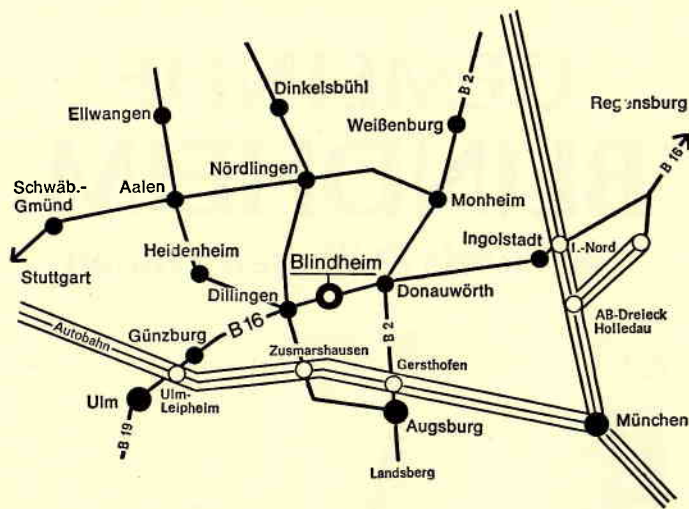 Dinkelsbühl
B 2
Regensburg
Ellwangen
Weißenburg
B 16
Nördlingen
Schwäb.-
Gmünd
Aalen
Monheim
Ingolstadt
I.-Nord
Heidenheim
Blindheim
Stuttgart
Dillingen
Donauwörth
AB-Dreieck
Holledau
B 16
B 2
Autobahn
Günzburg
Zusmarshausen
Gersthofen
Ulm
Ulm-
Leipheim
Augsburg
München
B 19
Landsberg